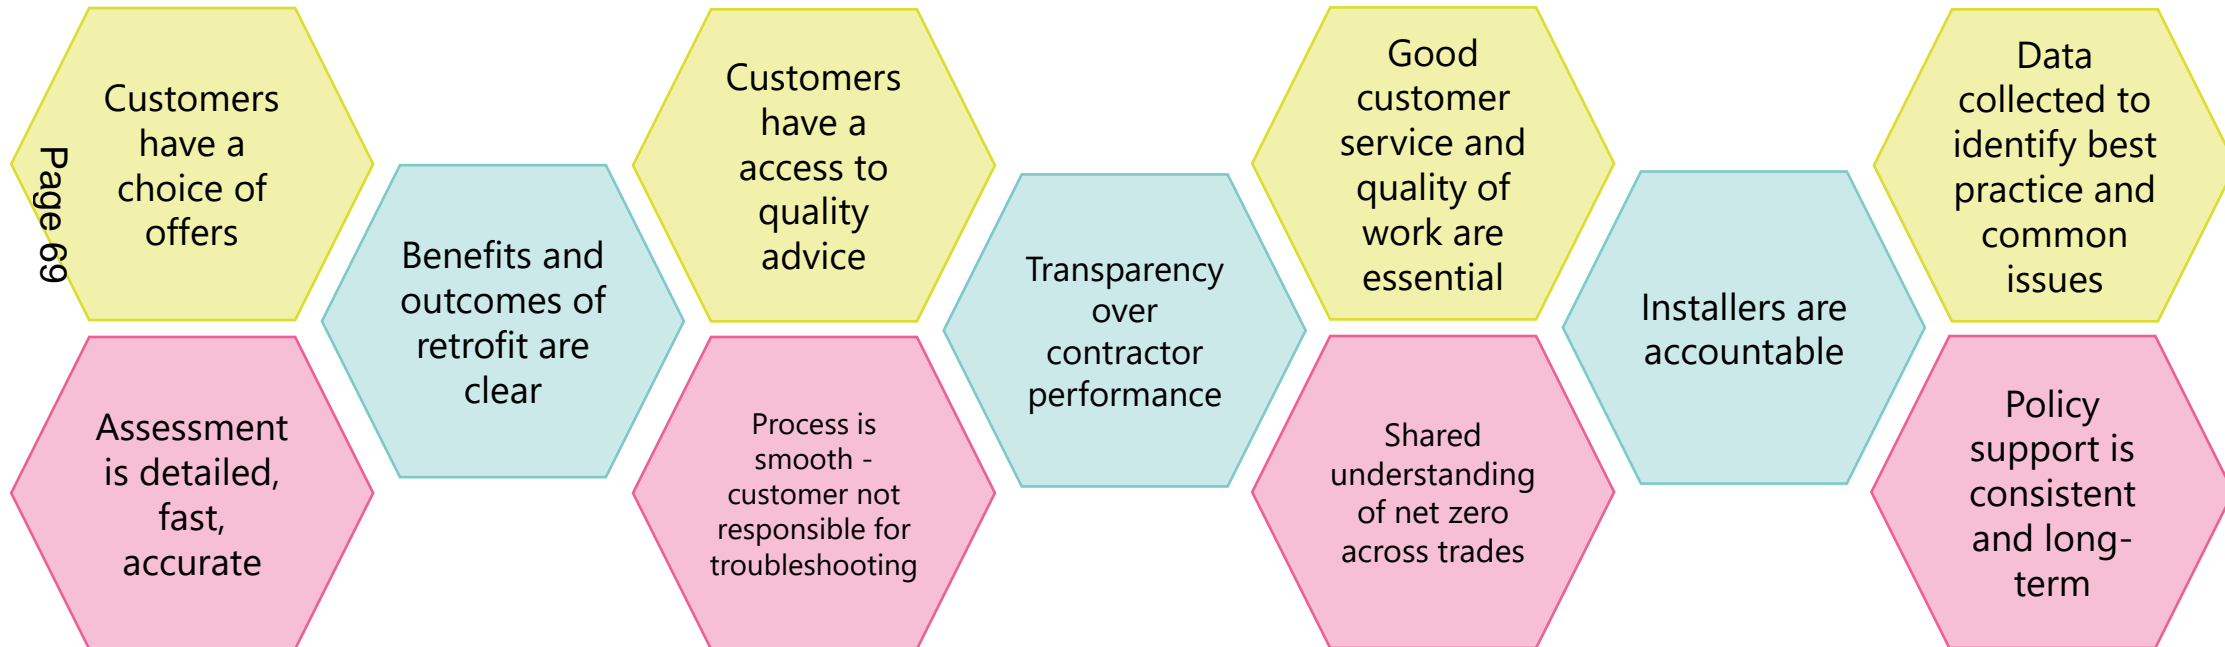 Page 69
Customers
have a
choice of
offers
Assessment
is detailed,
fast,
accurate
Benefits and
outcomes of
retrofit are
clear
Customers
have a
access to
quality
advice
Process is
smooth -
customer not
responsible for
troubleshooting
Transparency
over
contractor
performance
Good
customer
service and
quality of
work are
essential
Shared
understanding
of net zero
across trades
Installers are
accountable
Data
collected to
identify best
practice and
common
issues
Policy
support is
consistent
and long-
term